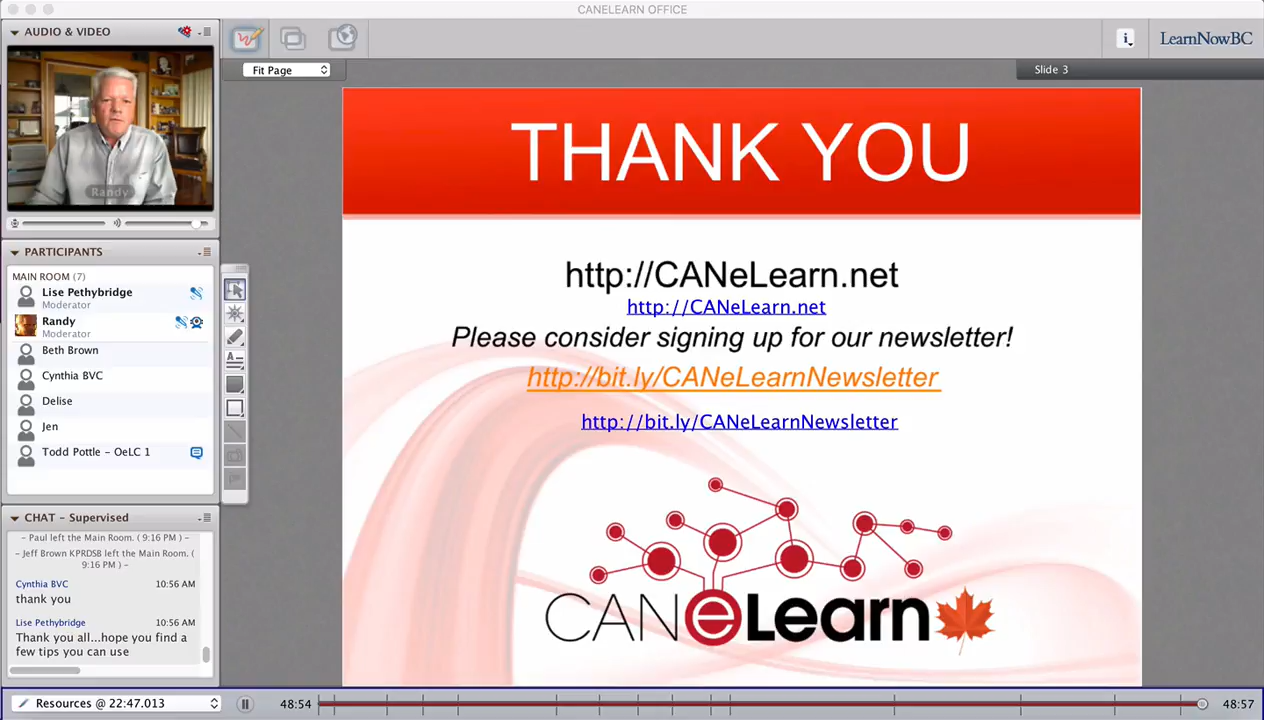 CANELEARN OFFICE
AUDIO & VIDEO
LearnNowBC
Fit Page
Slide 3
Randy
PARTICIPANTS
MAIN ROOM (7)
Lise Pethybridge
Moderator
Randy
Moderator
Beth Brown
Cynthia BVC
Delise
Jen
Todd Pottle - OeLC 1
CHAT - Supervised
- Paul left the Main Room. ( 9:16 PM ) -
- Jeff Brown KPRDSB left the Main Room. (
9:16 PM ) -
Cynthia BVC 10:56 AM
thank you
Lise Pethybridge 10:56 AM
Thank you all...hope you find a
few tips you can use
THANK YOU
http://CANeLearn.net
http://CANeLearn.net
Please consider signing up for our newsletter!
http://bit.ly/CANeLearnNewsletter
http://bit.ly/CANeLearnNewsletter
CANeLearn
Resources @ 22:47.013
48:54
48:57